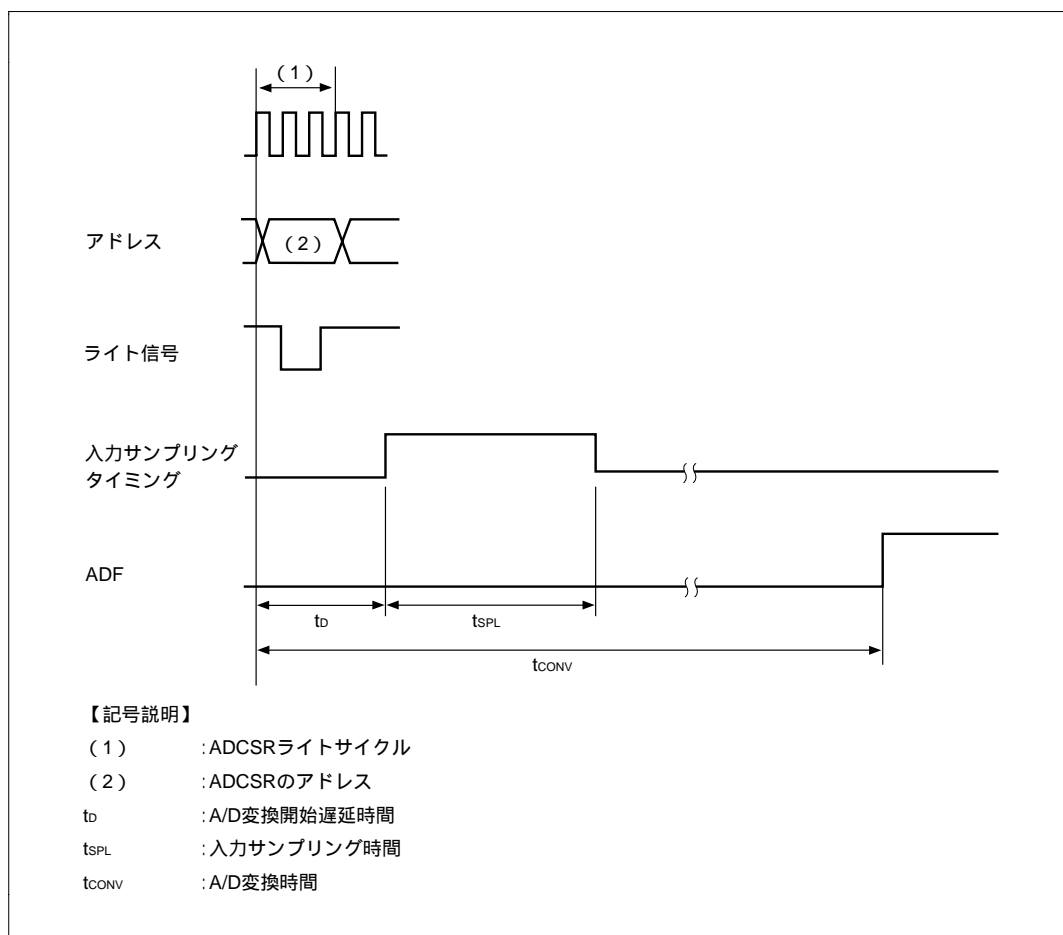 （1）
アドレス
（2）
ライト信号
入力サンプリング
タイミング
ADF
tD
tSPL
tCONV
【記号説明】
（1） : ADCSRライトサイクル
（2） : ADCSRのアドレス
tD : A/D変換開始遅延時間
tSPL : 入力サンプリング時間
tCONV : A/D変換時間